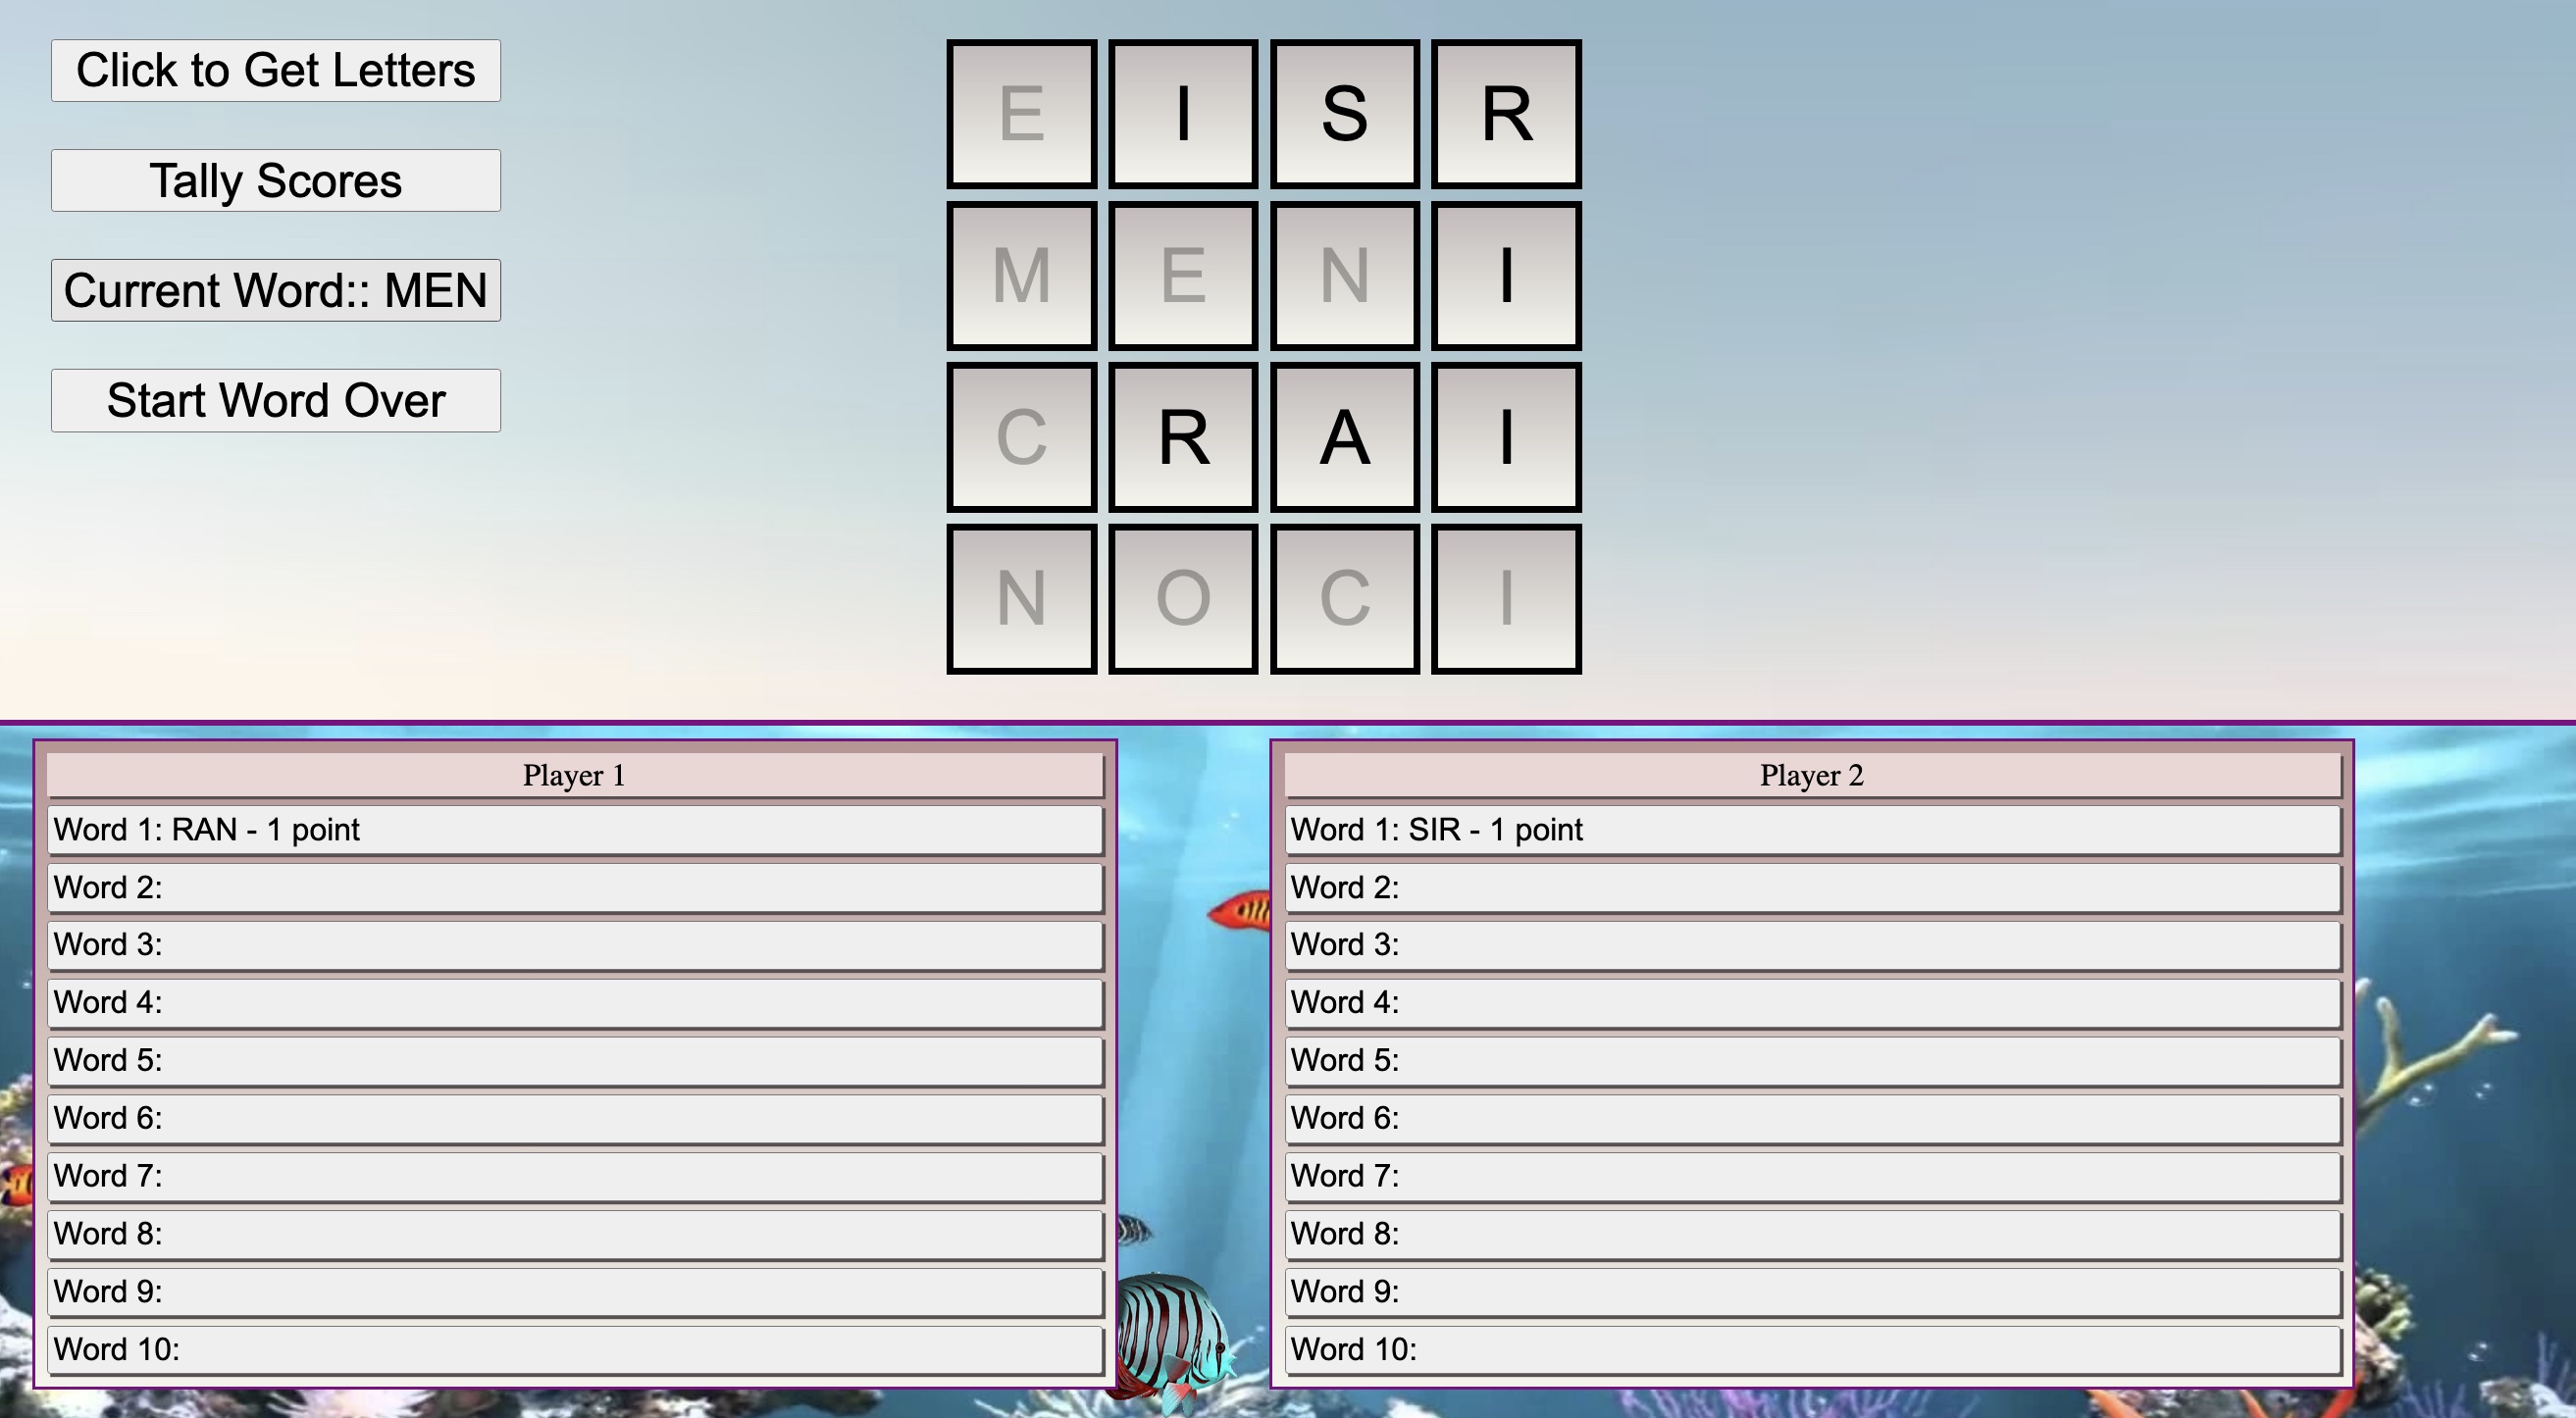 Click to Get Letters
Tally Scores
Current Word:: MEN
Start Word Over
E I S R
M E N I
C R A I
N O C I
Player 1
Word 1: RAN - 1 point
Word 2:
Word 3:
Word 4:
Word 5:
Word 6:
Word 7:
Word 8:
Word 9:
Word 10:
Player 2
Word 1: SIR - 1 point
Word 2:
Word 3:
Word 4:
Word 5:
Word 6:
Word 7:
Word 8:
Word 9:
Word 10: